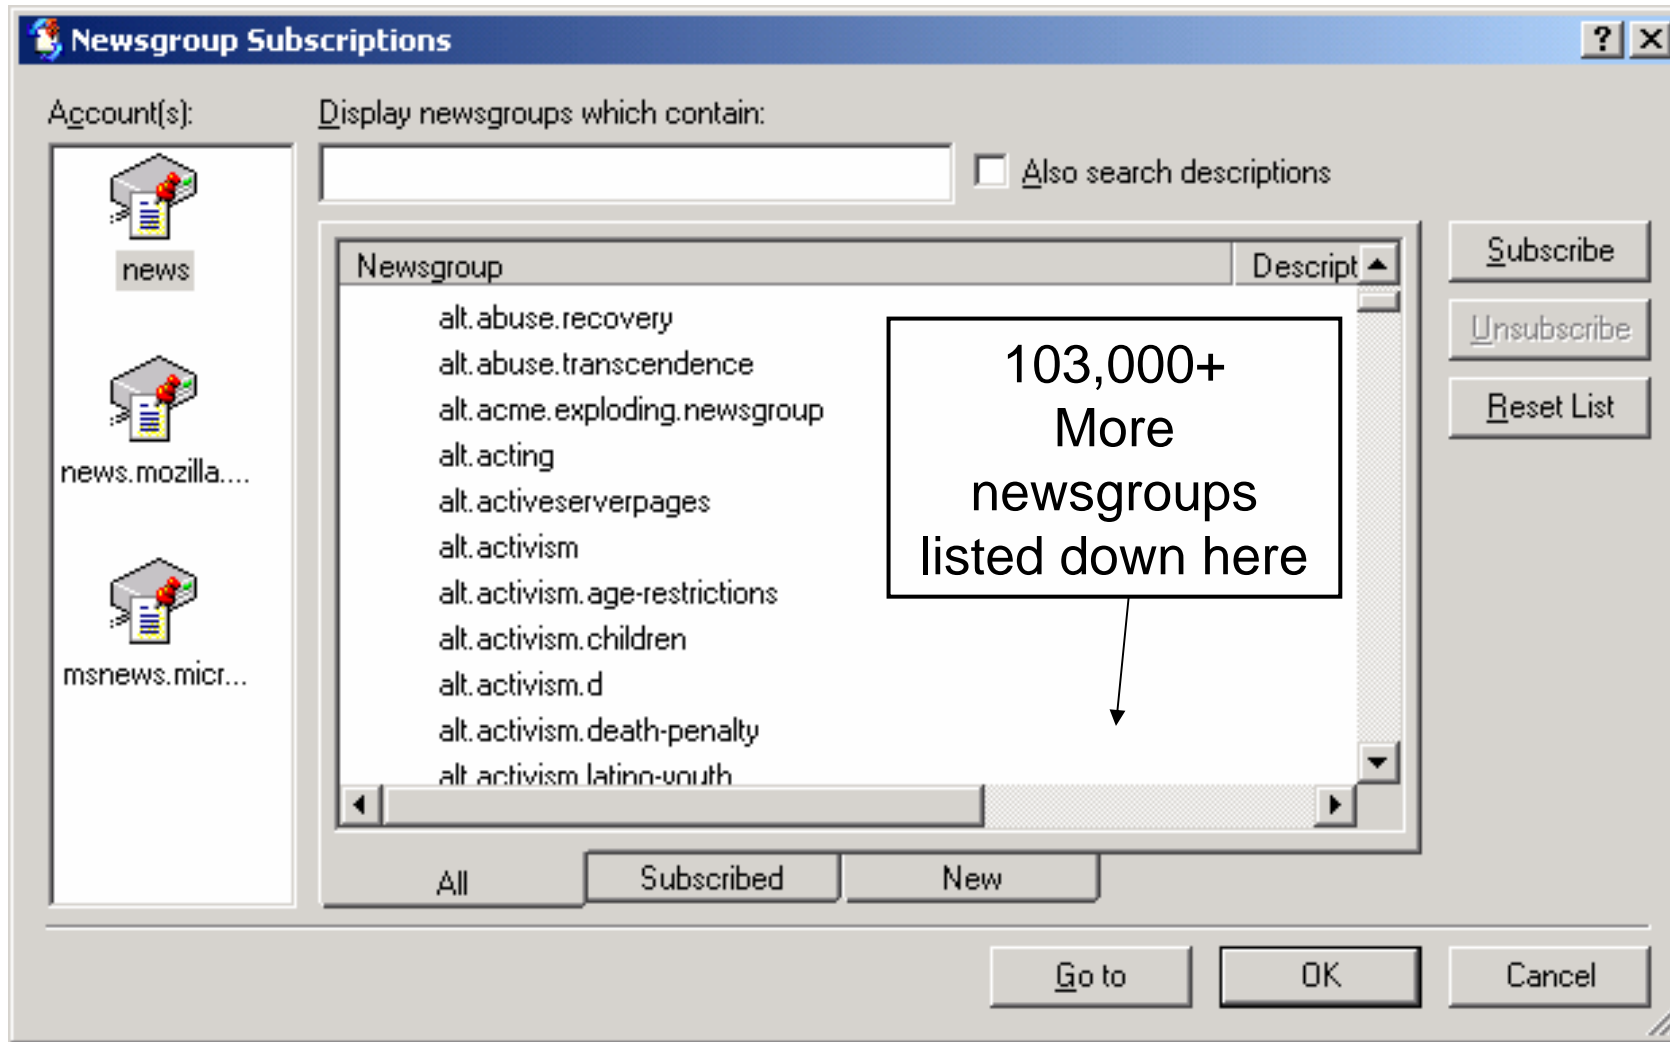 Newsgroup Subscriptions
Account(s):
Display newsgroups which contain:
Also search descriptions
news
news.mozilla....
msnews.micr...
Newsgroup
Descript
alt.abuse.recovery
alt.abuse.transcendence
alt.acme.exploding.newsgroup
alt.acting
alt.activeserverpages
alt.activism
alt.activism.age-restrictions
alt.activism.children
alt.activism.d
alt.activism.death-penalty
alt.activism.latino-youth
103,000+
More
newsgroups
listed down here
Subscribe
Unsubscribe
Reset List
All
Subscribed
New
Go to
OK
Cancel